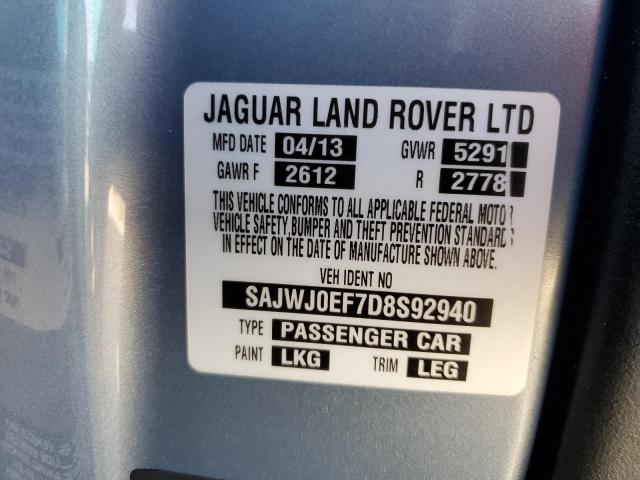 JAGUAR LAND ROVER LTD
MFD DATE 04/13 GVWR 5291
GAWR F 2612 R 2778
THIS VEHICLE CONFORMS TO ALL APPLICABLE FEDERAL MOTOR
VEHICLE SAFETY, BUMPER AND THEFT PREVENTION STANDARDS
IN EFFECT ON THE DATE OF MANUFACTURE SHOWN ABOVE.
VEH IDENT NO
SAJWJ0EF7D8S92940
TYPE PASSENGER CAR
PAINT LKG TRIM LEG